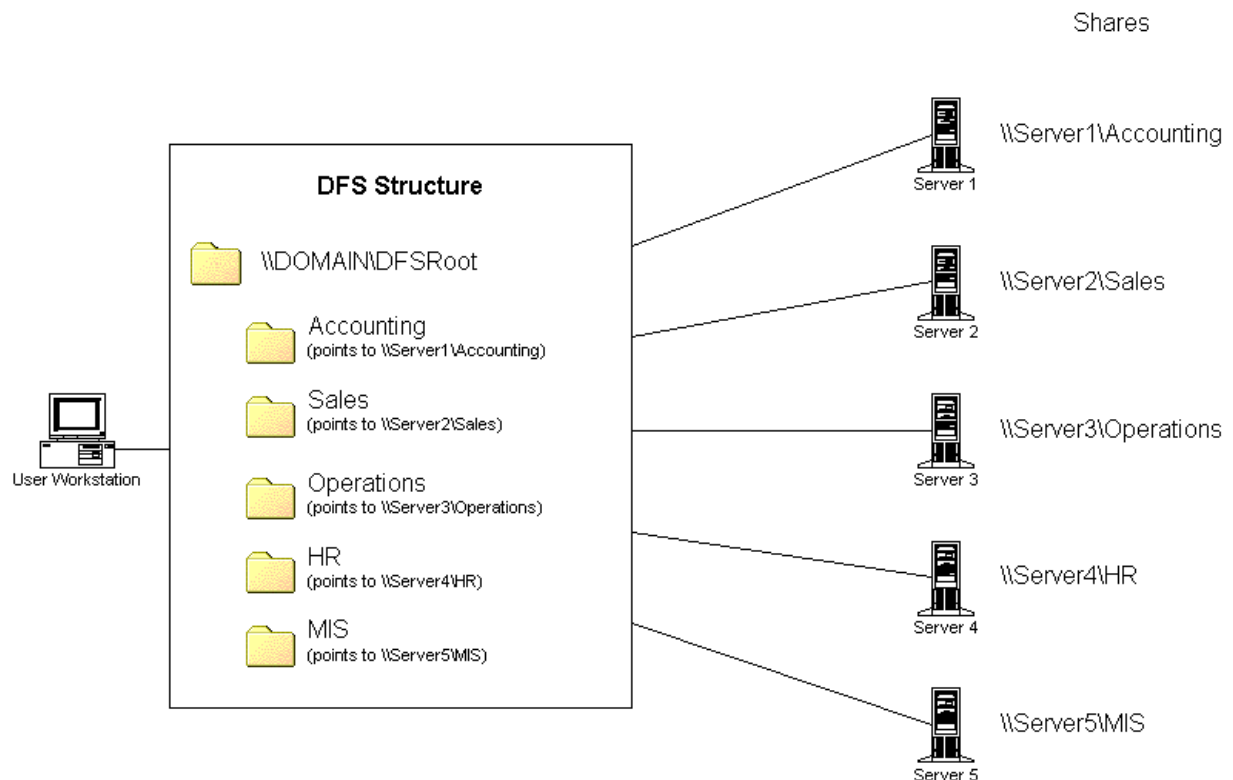 Shares
DFS Structure
\\DOMAIN\DFSRoot
Accounting
(points to \\Server1\Accounting)
Sales
(points to \\Server2\Sales)
Operations
(points to \\Server3\Operations)
HR
(points to \\Server4\HR)
MIS
(points to \\Server5\MIS)
User Workstation
\\Server1\Accounting
Server 1
\\Server2\Sales
Server 2
\\Server3\Operations
Server 3
\\Server4\HR
Server 4
\\Server5\MIS
Server 5